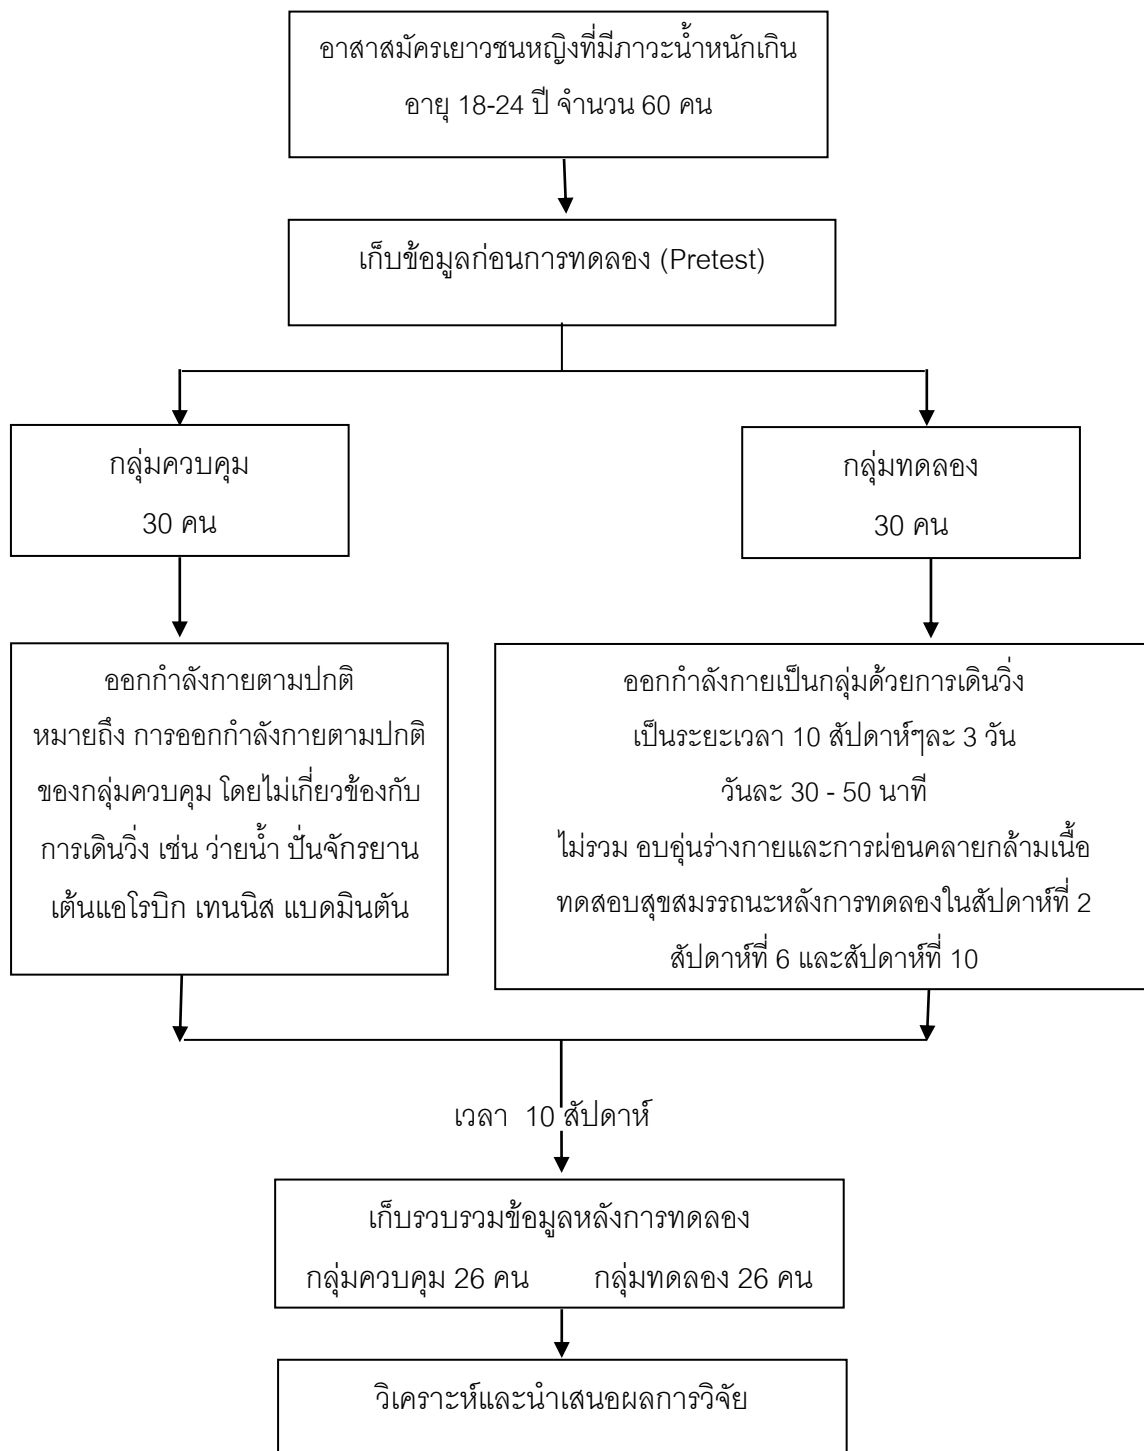 อาสาสมัครเยาวชนหญิงที่มีภาวะน้ำหนักเกิน
อายุ 18-24 ปี จำนวน 60 คน
เก็บข้อมูลก่อนการทดลอง (Pretest)
กลุ่มควบคุม
30 คน
กลุ่มทดลอง
30 คน
ออกกำลังกายตามปกติ
หมายถึง การออกกำลังกายตามปกติ
ของกลุ่มควบคุม โดยไม่เกี่ยวข้องกับ
การเดินวิ่ง เช่น ว่ายน้ำ ปั่นจักรยาน
เต้นแอโรบิก เทนนิส แบดมินตัน
ออกกำลังกายเป็นกลุ่มด้วยการเดินวิ่ง
เป็นระยะเวลา 10 สัปดาห์ๆละ 3 วัน
วันละ 30 - 50 นาที
ไม่รวม อบอุ่นร่างกายและการผ่อนคลายกล้ามเนื้อ
ทดสอบสุขสมรรถนะหลังการทดลองในสัปดาห์ที่ 2
สัปดาห์ที่ 6 และสัปดาห์ที่ 10
เวลา 10 สัปดาห์
เก็บรวบรวมข้อมูลหลังการทดลอง
กลุ่มควบคุม 26 คน กลุ่มทดลอง 26 คน
วิเคราะห์และนำเสนอผลการวิจัย